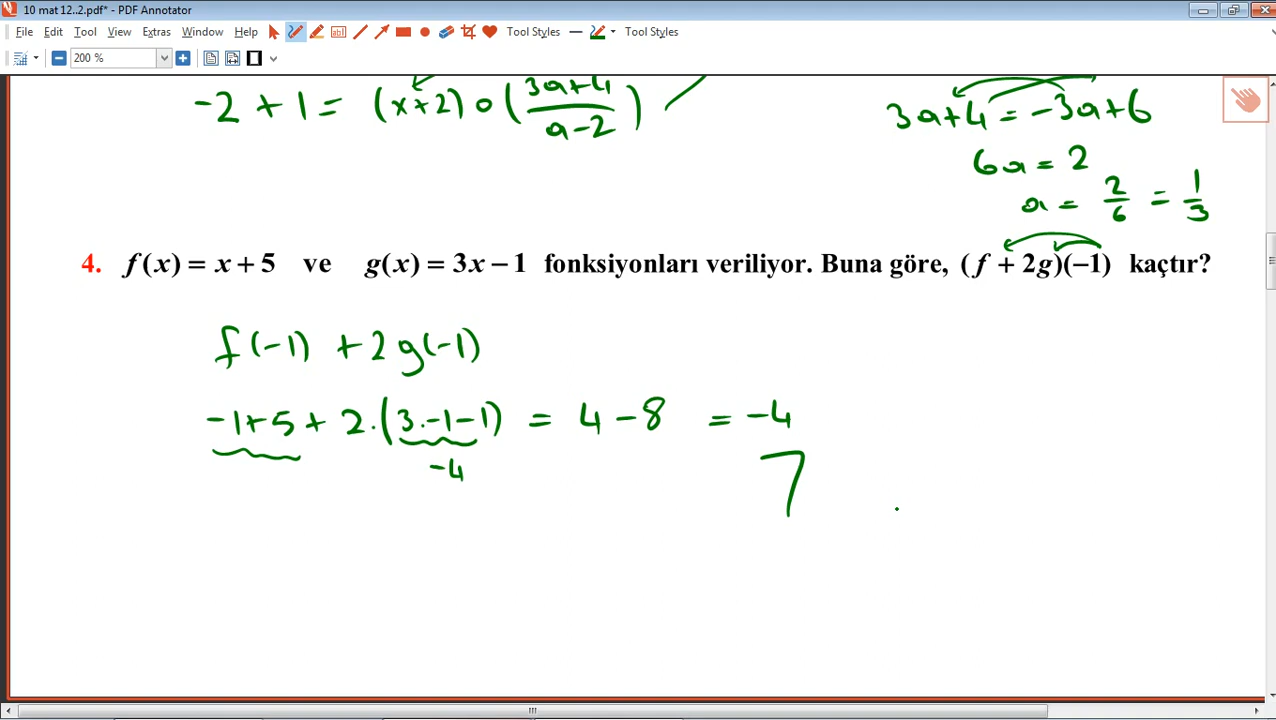 10 mat 12..2.pdf* - PDF Annotator
File Edit Tool View Extras Window Help Tool Styles Tool Styles
200 %
-2 + 1 = (x+2) o (3a+4 / a-2)
3a+4 = -3a+6
6a = 2
a = 2/6 = 1/3
4. f(x) = x + 5 ve g(x) = 3x - 1 fonksiyonları veriliyor. Buna göre, (f + 2g)(-1) kaçtır?
f(-1) + 2g(-1)
-1+5 + 2.(3.-1-1) = 4 - 8 = -4
-4
7